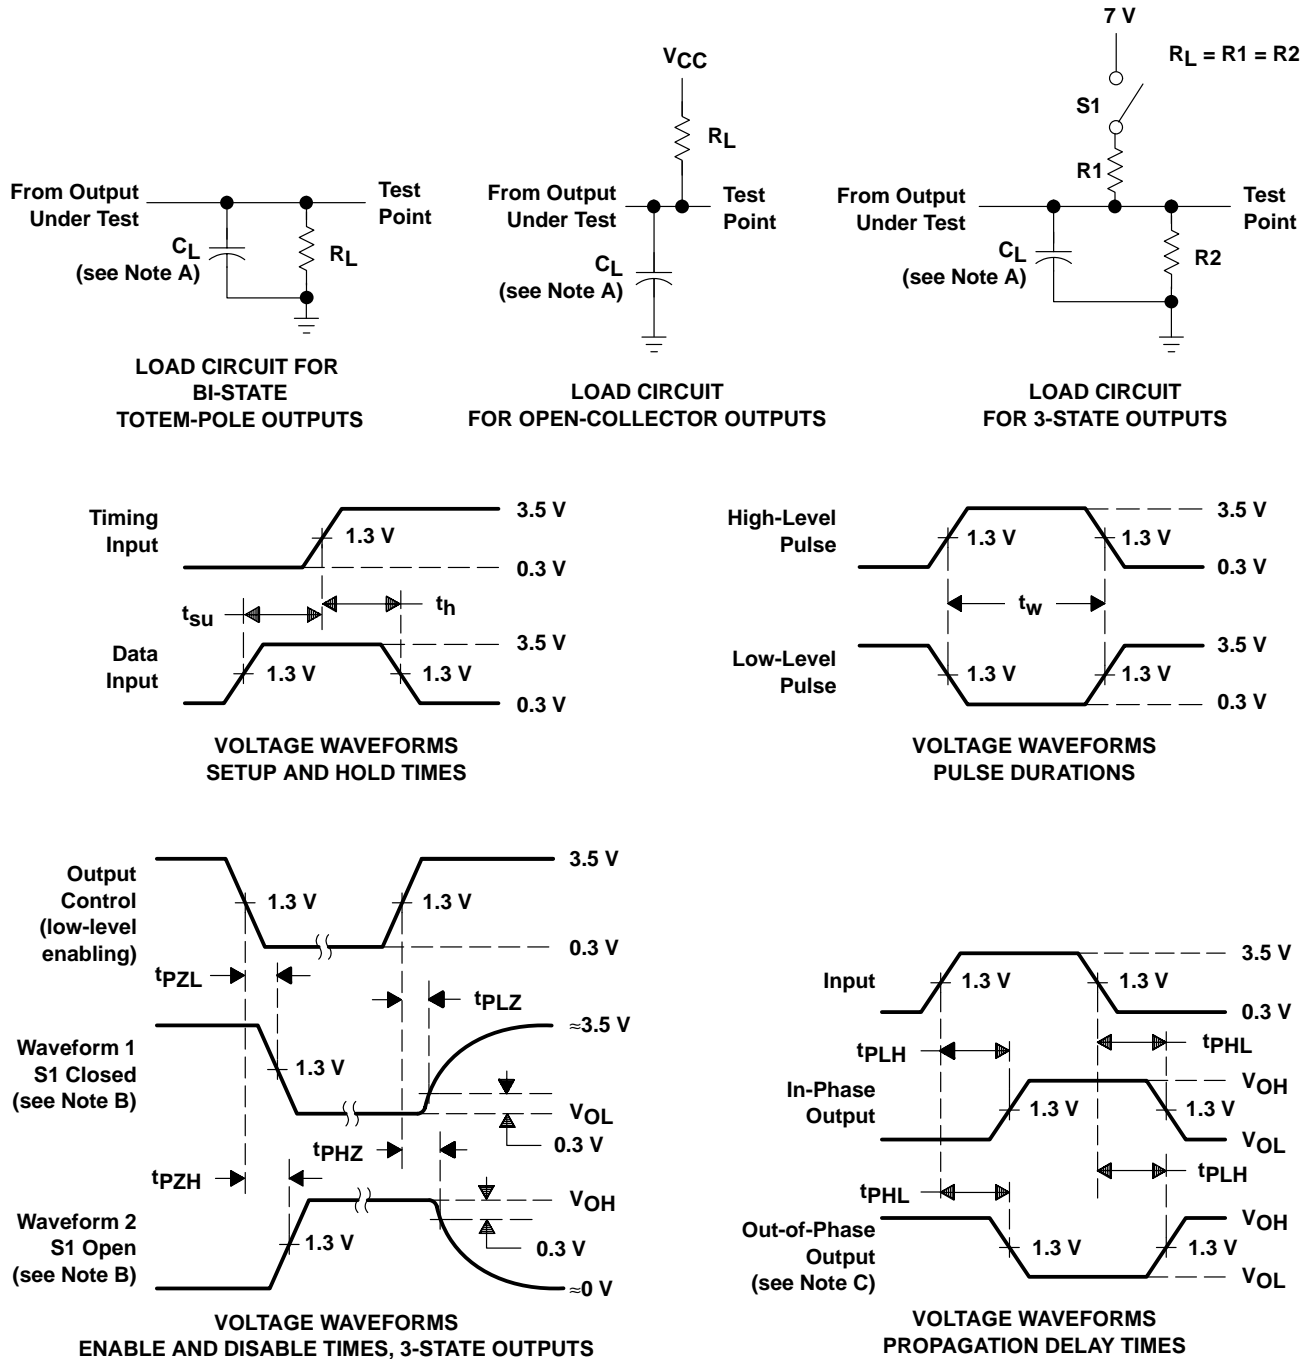 7 V
RL = R1 = R2
S1
R1
From Output
Under Test
Test
Point
CL
(see Note A)
R2
VCC
RL
From Output
Under Test
Test
Point
CL
(see Note A)
From Output
Under Test
Test
Point
CL
(see Note A)
RL
LOAD CIRCUIT FOR
BI-STATE
TOTEM-POLE OUTPUTS
LOAD CIRCUIT
FOR OPEN-COLLECTOR OUTPUTS
LOAD CIRCUIT
FOR 3-STATE OUTPUTS
Timing
Input
1.3 V
3.5 V
0.3 V
tsu
th
Data
Input
1.3 V
1.3 V
3.5 V
0.3 V
VOLTAGE WAVEFORMS
SETUP AND HOLD TIMES
High-Level
Pulse
1.3 V
1.3 V
3.5 V
0.3 V
tw
Low-Level
Pulse
1.3 V
1.3 V
3.5 V
0.3 V
VOLTAGE WAVEFORMS
PULSE DURATIONS
Output
Control
(low-level
enabling)
1.3 V
1.3 V
3.5 V
0.3 V
tPZL
tPLZ
Waveform 1
S1 Closed
(see Note B)
1.3 V
≈3.5 V
VOL
0.3 V
tPHZ
tPZH
Waveform 2
S1 Open
(see Note B)
1.3 V
VOH
0.3 V
≈0 V
VOLTAGE WAVEFORMS
ENABLE AND DISABLE TIMES, 3-STATE OUTPUTS
Input
1.3 V
1.3 V
3.5 V
0.3 V
tPLH
tPHL
In-Phase
Output
1.3 V
1.3 V
VOH
VOL
tPHL
tPLH
Out-of-Phase
Output
(see Note C)
1.3 V
1.3 V
VOH
VOL
VOLTAGE WAVEFORMS
PROPAGATION DELAY TIMES